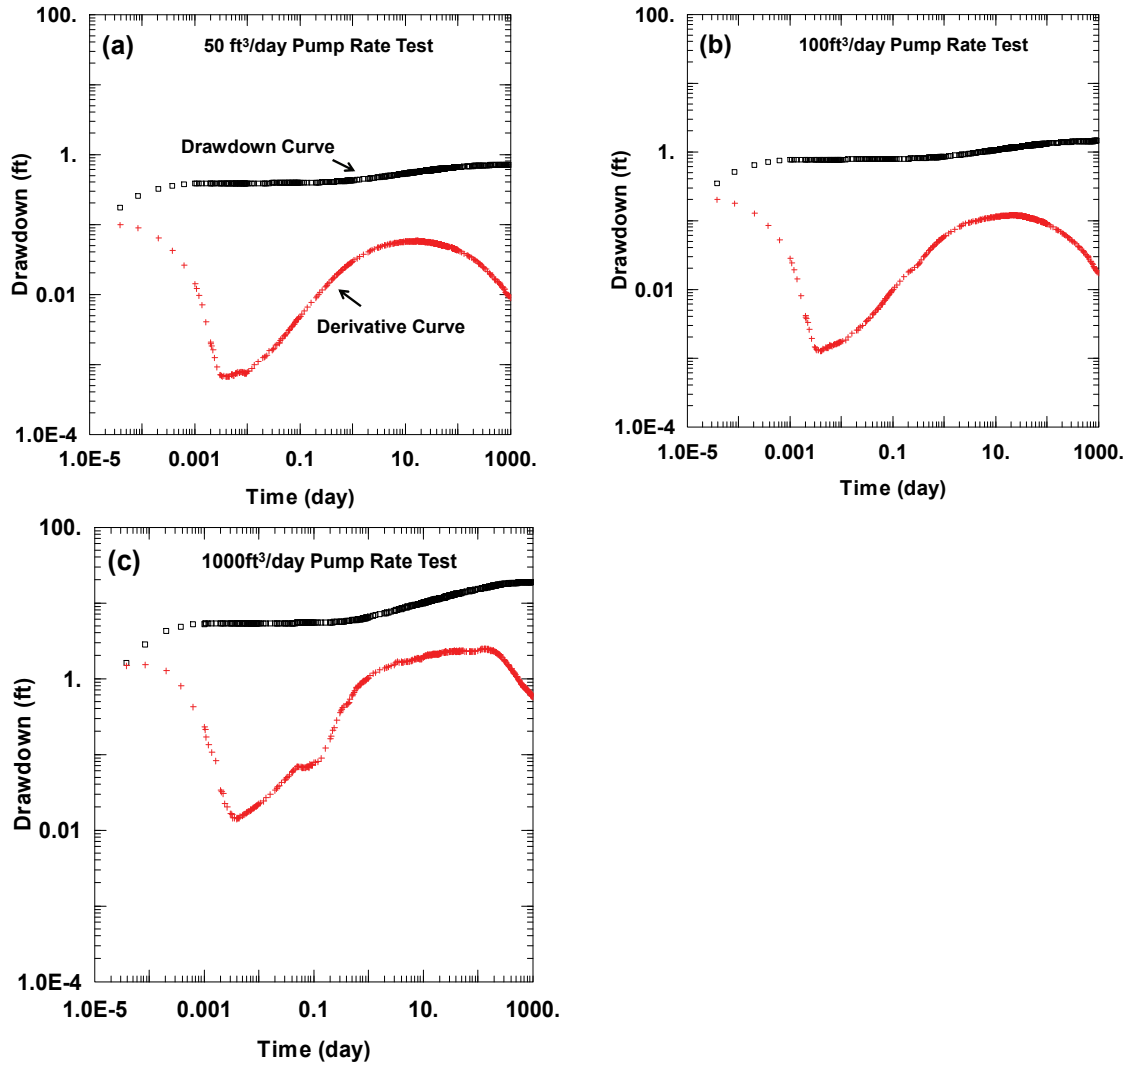 (a) 50 ft³/day Pump Rate Test
100.
1.
0.01
1.0E-4
Drawdown (ft)
Drawdown Curve
Derivative Curve
1.0E-5 0.001 0.1 10. 1000.
Time (day)
(b) 100ft³/day Pump Rate Test
100.
1.
0.01
1.0E-4
Drawdown (ft)
1.0E-5 0.001 0.1 10. 1000.
Time (day)
(c) 1000ft³/day Pump Rate Test
100.
1.
0.01
1.0E-4
Drawdown (ft)
1.0E-5 0.001 0.1 10. 1000.
Time (day)